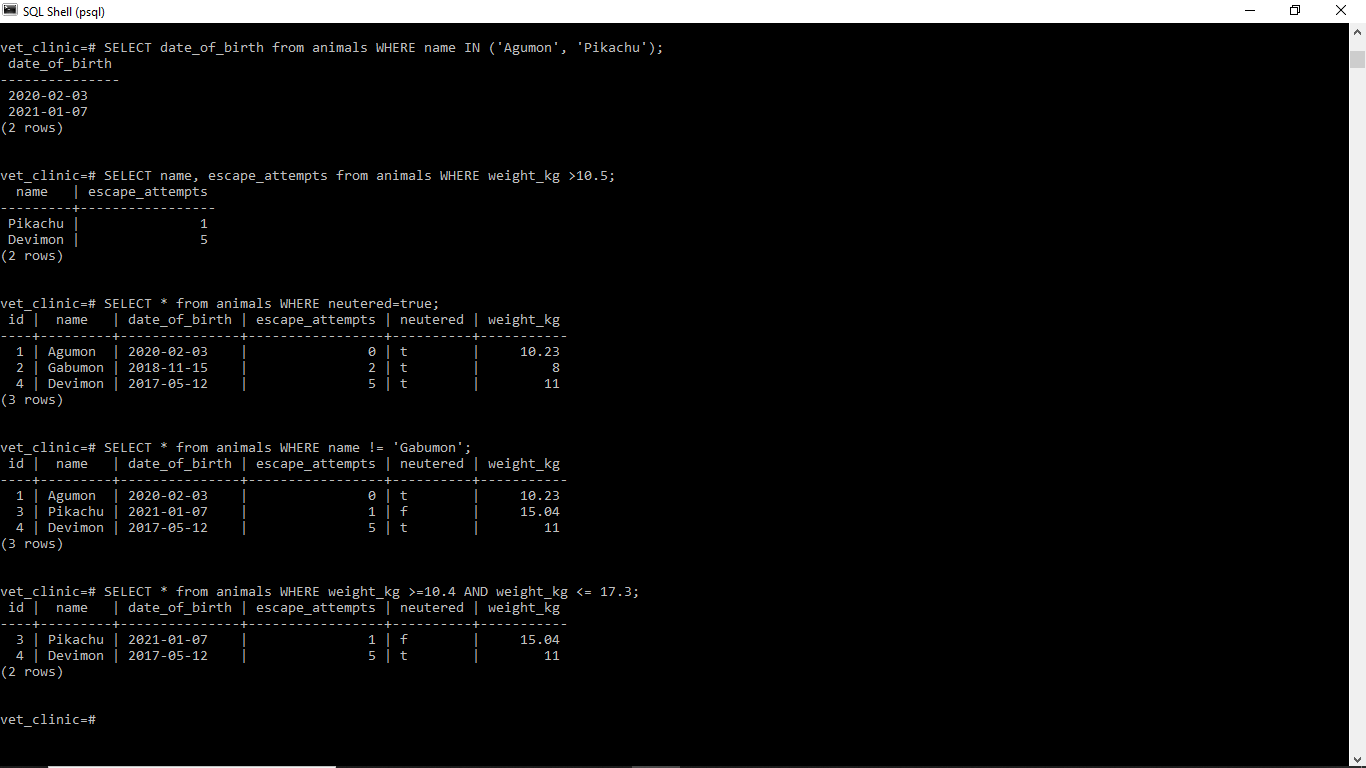 SQL Shell (psql)
vet_clinic=# SELECT date_of_birth from animals WHERE name IN ('Agumon', 'Pikachu');
 date_of_birth
---------------
 2020-02-03
 2021-01-07
(2 rows)
vet_clinic=# SELECT name, escape_attempts from animals WHERE weight_kg >10.5;
  name   | escape_attempts
---------+-----------------
 Pikachu |               1
 Devimon |               5
(2 rows)
vet_clinic=# SELECT * from animals WHERE neutered=true;
 id |  name   | date_of_birth | escape_attempts | neutered | weight_kg
----+---------+---------------+-----------------+----------+-----------
  1 | Agumon  | 2020-02-03    |               0 | t        |     10.23
  2 | Gabumon | 2018-11-15    |               2 | t        |         8
  4 | Devimon | 2017-05-12    |               5 | t        |        11
(3 rows)
vet_clinic=# SELECT * from animals WHERE name != 'Gabumon';
 id |  name   | date_of_birth | escape_attempts | neutered | weight_kg
----+---------+---------------+-----------------+----------+-----------
  1 | Agumon  | 2020-02-03    |               0 | t        |     10.23
  3 | Pikachu | 2021-01-07    |               1 | f        |     15.04
  4 | Devimon | 2017-05-12    |               5 | t        |        11
(3 rows)
vet_clinic=# SELECT * from animals WHERE weight_kg >=10.4 AND weight_kg <= 17.3;
 id |  name   | date_of_birth | escape_attempts | neutered | weight_kg
----+---------+---------------+-----------------+----------+-----------
  3 | Pikachu | 2021-01-07    |               1 | f        |     15.04
  4 | Devimon | 2017-05-12    |               5 | t        |        11
(2 rows)
vet_clinic=#